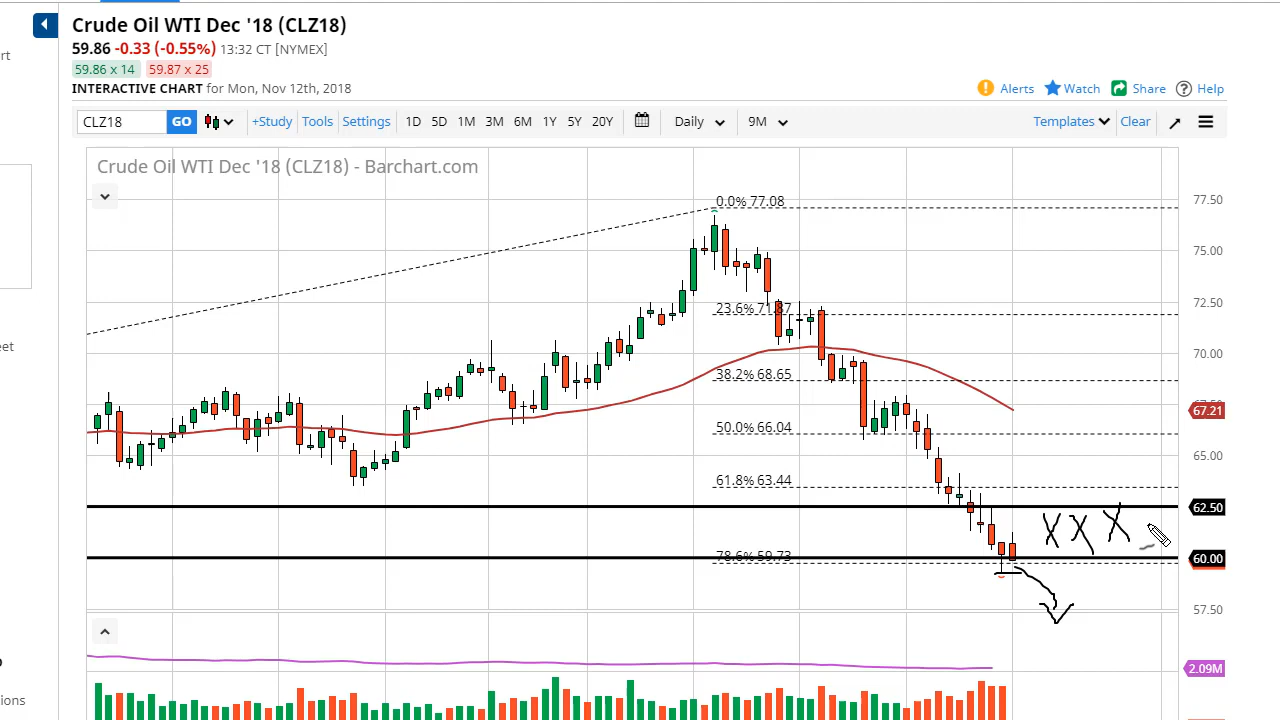 Crude Oil WTI Dec '18 (CLZ18)
59.86 -0.33 (-0.55%) 13:32 CT [NYMEX]
59.86 x 14 59.87 x 25
INTERACTIVE CHART for Mon, Nov 12th, 2018
Alerts Watch Share Help
CLZ18 GO +Study Tools Settings 1D 5D 1M 3M 6M 1Y 5Y 20Y Daily 9M Templates Clear
Crude Oil WTI Dec '18 (CLZ18) - Barchart.com
0.0% 77.08
77.50
75.00
72.50
23.6% 71.87
70.00
38.2% 68.65
67.21
50.0% 66.04
65.00
61.8% 63.44
62.50
X X X
78.6% 59.73
60.00
57.50
2.09M
rt
eet
ions